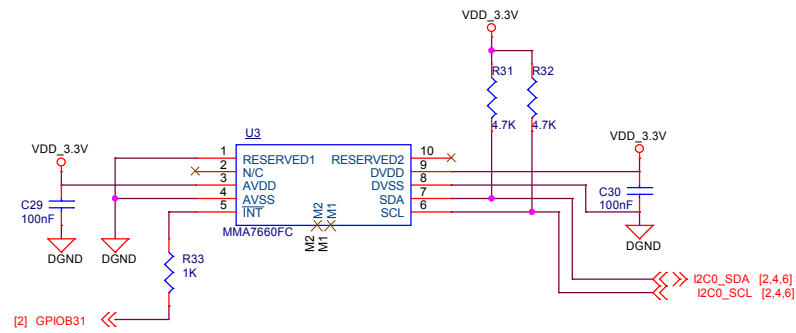 VDD_3.3V
R31
R32
4.7K
4.7K
U3
VDD_3.3V
VDD_3.3V
1
RESERVED1
RESERVED2
10
2
N/C
DVDD
9
3
AVDD
DVSS
8
4
AVSS
SDA
7
5
INT
SCL
6
C29
100nF
C30
100nF
MMA7660FC
M2
M1
M2
M1
DGND
DGND
DGND
R33
1K
I2C0_SDA [2,4,6]
I2C0_SCL [2,4,6]
[2] GPIOB31